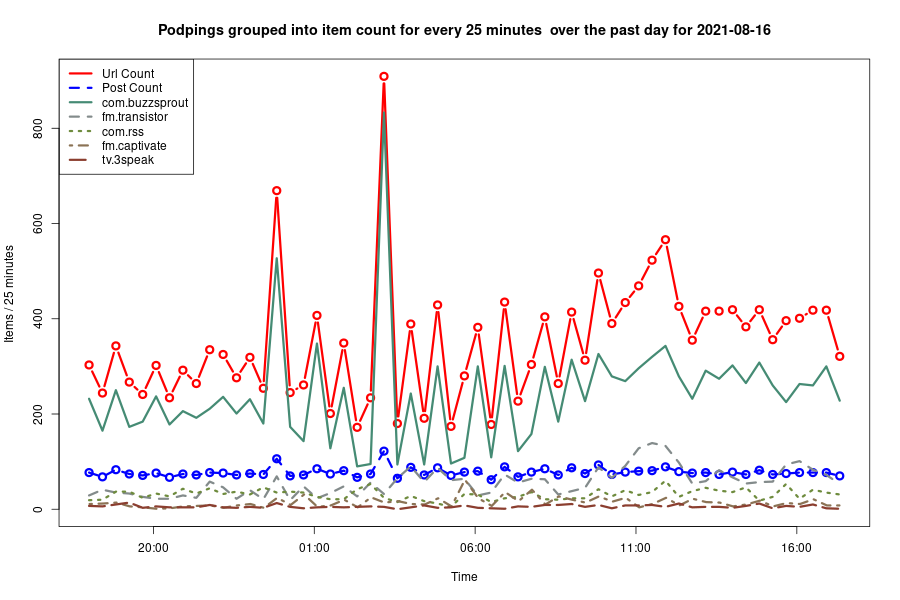 Podpings grouped into item count for every 25 minutes  over the past day for 2021-08-16
Url Count
Post Count
com.buzzsprout
fm.transistor
com.rss
fm.captivate
tv.3speak
Items / 25 minutes
800
600
400
200
0
20:00 01:00 06:00 11:00 16:00
Time